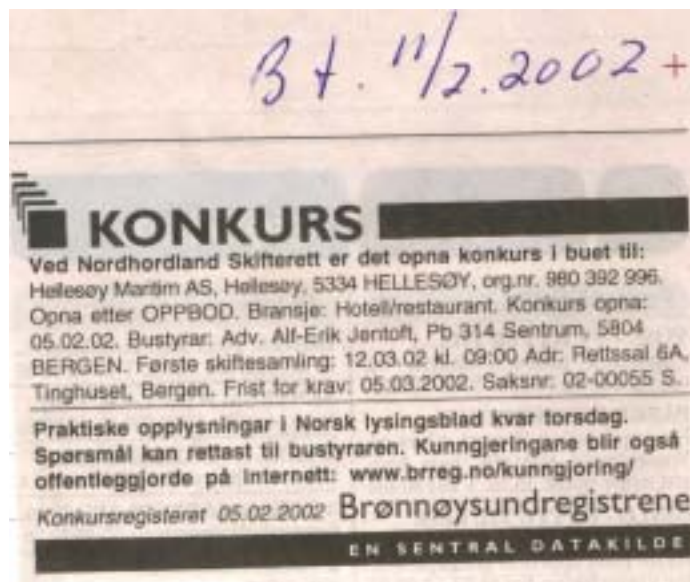 Bt. 11/2.2002 +
KONKURS
Ved Nordhordland Skifterett er det opna konkurs i buet til:
Hellesøy Maritim AS, Hellesøy, 5334 HELLESØY, org.nr. 980 392 996.
Opna etter OPPBOD. Bransje: Hotell/restaurant. Konkurs opna:
05.02.02. Bustyrar: Adv. Alf-Erik Jentoft, Pb 314 Sentrum, 5804
BERGEN. Første skiftesamling: 12.03.02 kl. 09:00 Adr: Rettssal 6A,
Tinghuset, Bergen. Frist for krav: 05.03.2002. Saksnr: 02-00055 S.
Praktiske opplysningar i Norsk lysingsblad kvar torsdag.
Spørsmål kan rettast til bustyraren. Kunngjeringane blir også
offentleggjorde på Internett: www.brreg.no/kunngjoring/
Konkursregisteret 05.02.2002 Brønnøysundregistrene
EN SENTRAL DATAKILDE